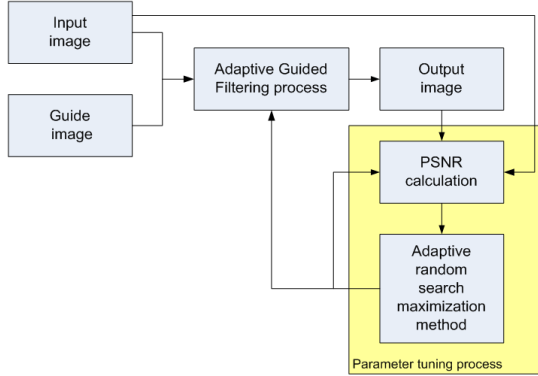 Input
image
Guide
image
Adaptive Guided
Filtering process
Output
image
PSNR
calculation
Adaptive
random
search
maximization
method
Parameter tuning process